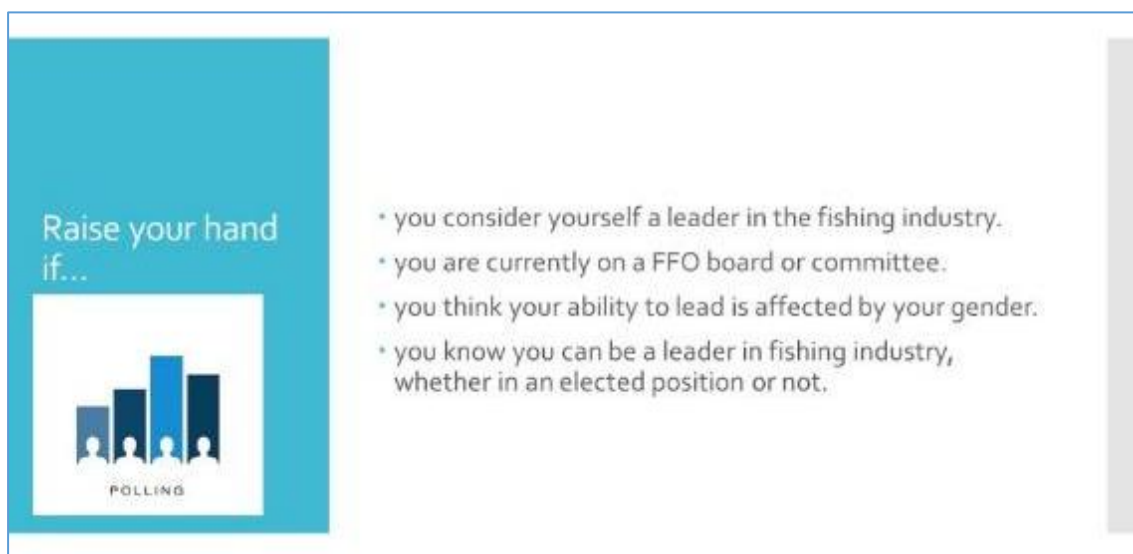 Raise your hand
if...
POLLING
• you consider yourself a leader in the fishing industry.
• you are currently on a FFO board or committee.
• you think your ability to lead is affected by your gender.
• you know you can be a leader in fishing industry,
whether in an elected position or not.